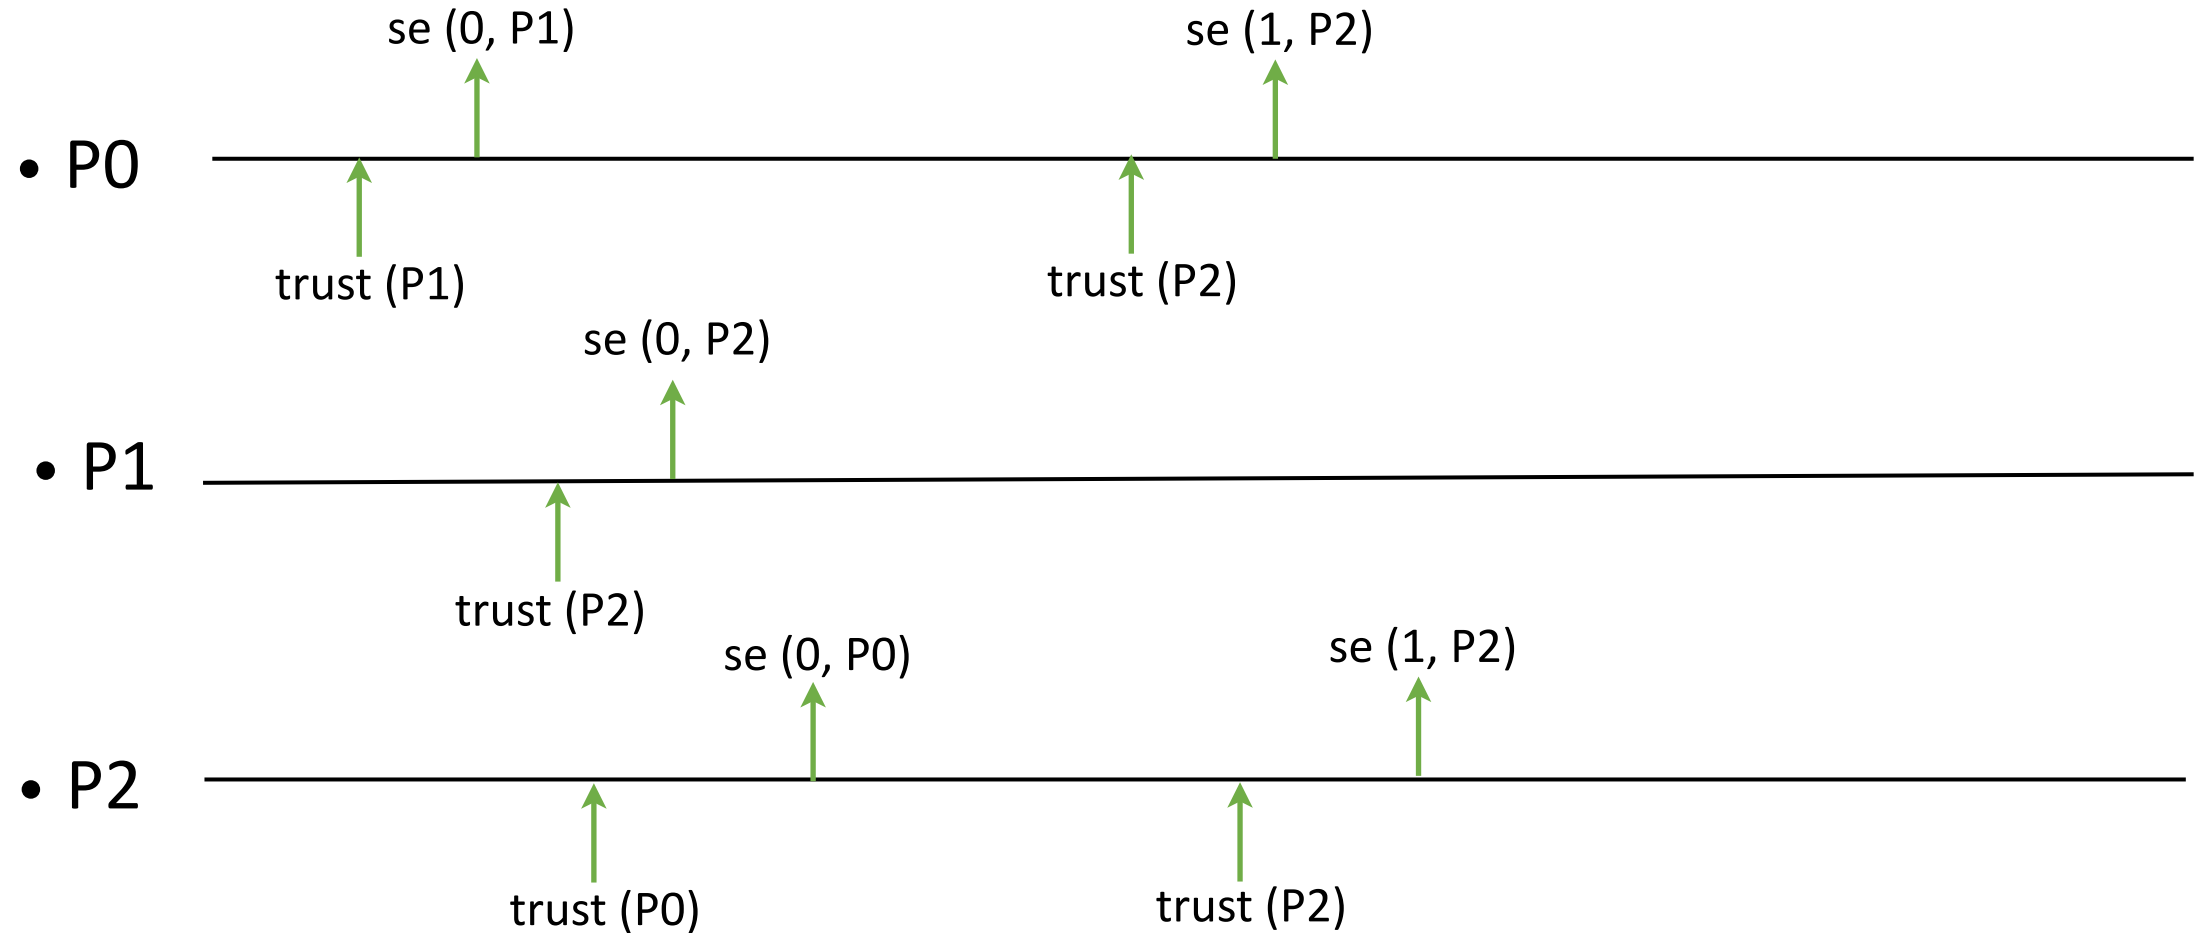 se (0, P1)
se (1, P2)
• P0
trust (P1)
trust (P2)
se (0, P2)
• P1
trust (P2)
se (0, P0)
se (1, P2)
• P2
trust (P0)
trust (P2)